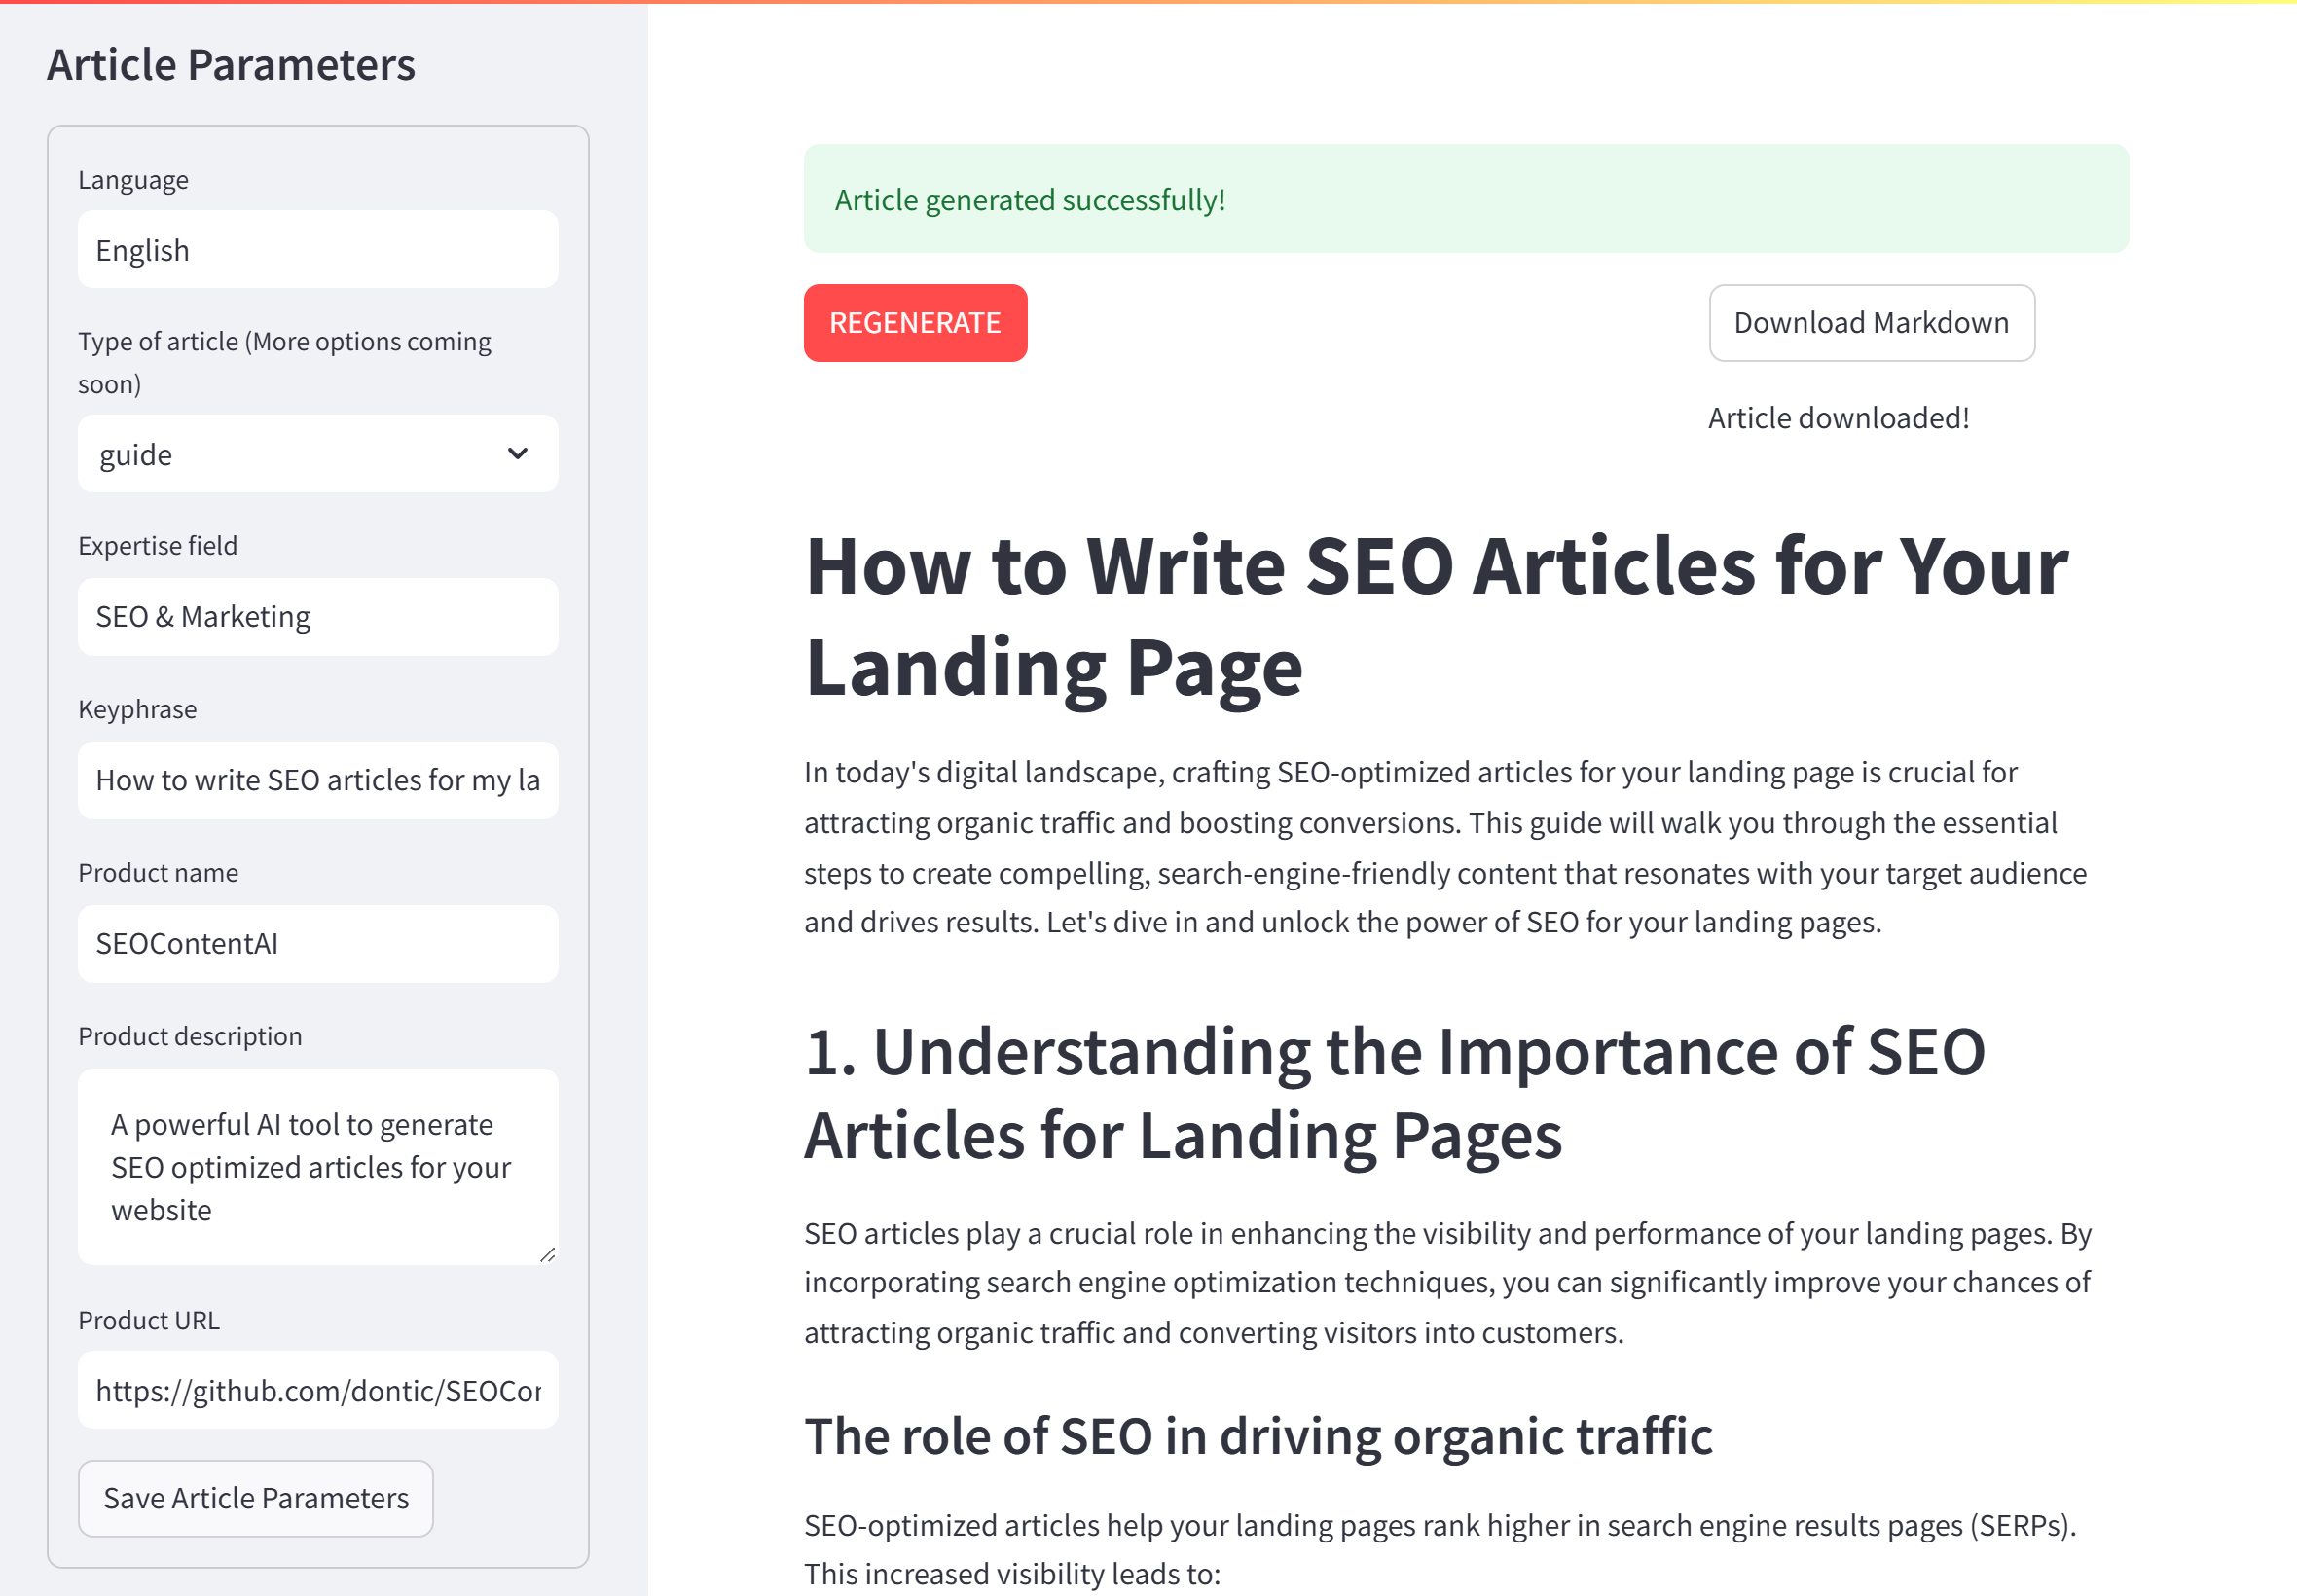 Article Parameters
Language
English
Type of article (More options coming
soon)
guide
Expertise field
SEO & Marketing
Keyphrase
How to write SEO articles for my la
Product name
SEOContentAI
Product description
A powerful AI tool to generate
SEO optimized articles for your
website
Product URL
https://github.com/dontic/SEOCon
Save Article Parameters
Article generated successfully!
REGENERATE
Download Markdown
Article downloaded!
How to Write SEO Articles for Your
Landing Page
In today's digital landscape, crafting SEO-optimized articles for your landing page is crucial for
attracting organic traffic and boosting conversions. This guide will walk you through the essential
steps to create compelling, search-engine-friendly content that resonates with your target audience
and drives results. Let's dive in and unlock the power of SEO for your landing pages.
1. Understanding the Importance of SEO
Articles for Landing Pages
SEO articles play a crucial role in enhancing the visibility and performance of your landing pages. By
incorporating search engine optimization techniques, you can significantly improve your chances of
attracting organic traffic and converting visitors into customers.
The role of SEO in driving organic traffic
SEO-optimized articles help your landing pages rank higher in search engine results pages (SERPs).
This increased visibility leads to: